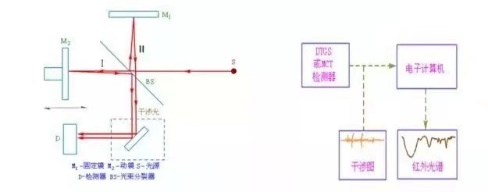 M₁
M₂
II
I
S
BS
干涉光
D
M₁-固定镜 M₂-动镜 S-光源
D-检测器 BS-光束分裂器
DTGS
或MCT
检测器
电子计算机
干涉图
红外光谱